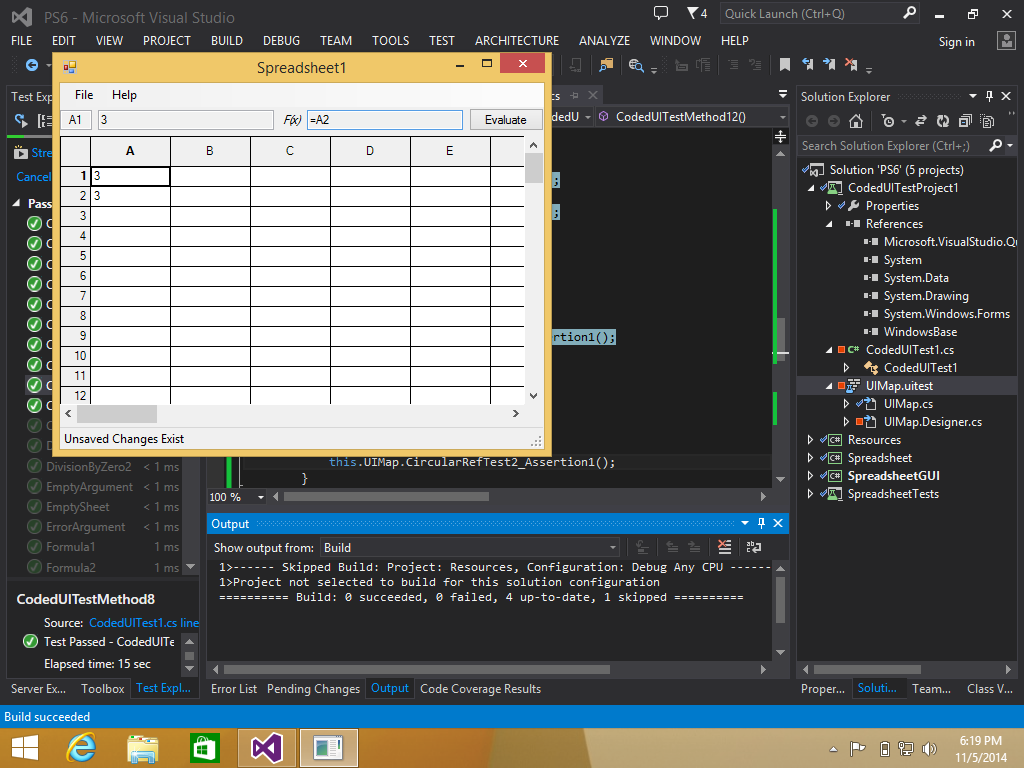 PS6 - Microsoft Visual Studio
4
Quick Launch (Ctrl+Q)
FILE EDIT VIEW PROJECT BUILD DEBUG TEAM TOOLS TEST ARCHITECTURE ANALYZE WINDOW HELP
Sign in
Test Exp
Stre
Cancel
Pass
Spreadsheet1
File Help
A1 3 F(x) =A2 Evaluate
A B C D E
1 3
2 3
3
4
5
6
7
8
9
10
11
12
Unsaved Changes Exist
DivisionByZero2 < 1 ms
EmptyArgument < 1 ms
EmptySheet < 1 ms
ErrorArgument < 1 ms
Formula1 1 ms
Formula2 1 ms
CodedUITestMethod8
Source: CodedUITest1.cs line
Test Passed - CodedUITe
Elapsed time: 15 sec
Server Ex... Toolbox Test Expl...
cs
dedU CodedUITestMethod12()
;
;
rtion1();
this.UIMap.CircularRefTest2_Assertion1();
}
100 %
Output
Show output from: Build
1>------ Skipped Build: Project: Resources, Configuration: Debug Any CPU ------
1>Project not selected to build for this solution configuration
========== Build: 0 succeeded, 0 failed, 4 up-to-date, 1 skipped ==========
Error List Pending Changes Output Code Coverage Results
Solution Explorer
Search Solution Explorer (Ctrl+;)
Solution 'PS6' (5 projects)
CodedUITestProject1
Properties
References
Microsoft.VisualStudio.Qu
System
System.Data
System.Drawing
System.Windows.Forms
WindowsBase
C# CodedUITest1.cs
CodedUITest1
UIMap.uitest
UIMap.cs
UIMap.Designer.cs
C# Resources
C# Spreadsheet
C# SpreadsheetGUI
SpreadsheetTests
Proper... Soluti... Team... Class V...
Build succeeded
6:19 PM
11/5/2014